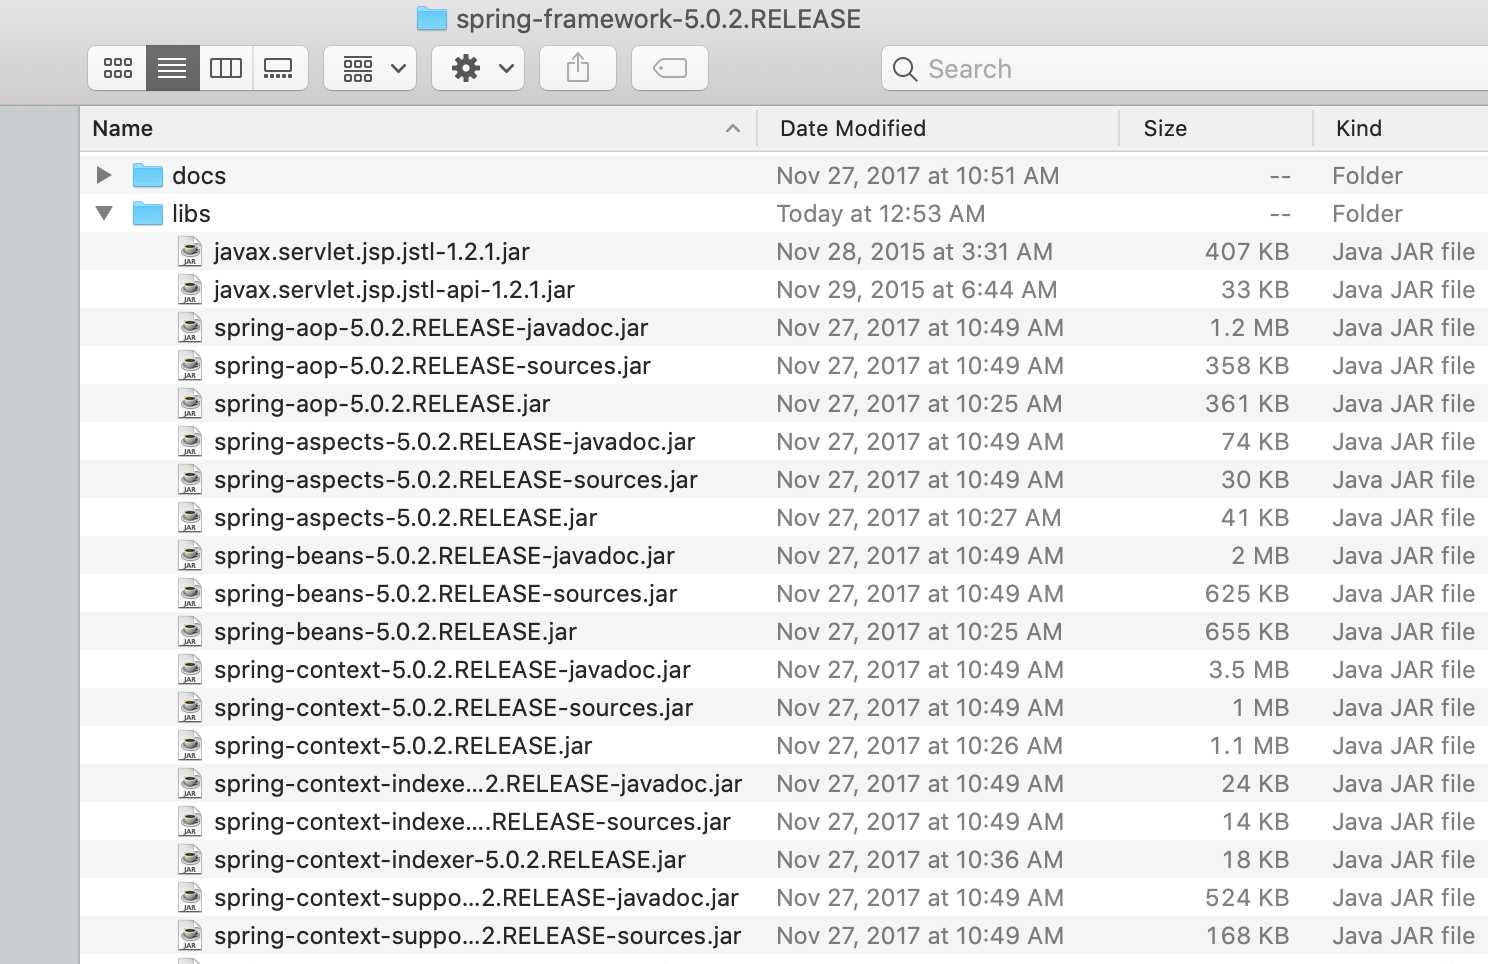 spring-framework-5.0.2.RELEASE
Search
Name Date Modified Size Kind
docs Nov 27, 2017 at 10:51 AM -- Folder
libs Today at 12:53 AM -- Folder
JAR javax.servlet.jsp.jstl-1.2.1.jar Nov 28, 2015 at 3:31 AM 407 KB Java JAR file
JAR javax.servlet.jsp.jstl-api-1.2.1.jar Nov 29, 2015 at 6:44 AM 33 KB Java JAR file
JAR spring-aop-5.0.2.RELEASE-javadoc.jar Nov 27, 2017 at 10:49 AM 1.2 MB Java JAR file
JAR spring-aop-5.0.2.RELEASE-sources.jar Nov 27, 2017 at 10:49 AM 358 KB Java JAR file
JAR spring-aop-5.0.2.RELEASE.jar Nov 27, 2017 at 10:25 AM 361 KB Java JAR file
JAR spring-aspects-5.0.2.RELEASE-javadoc.jar Nov 27, 2017 at 10:49 AM 74 KB Java JAR file
JAR spring-aspects-5.0.2.RELEASE-sources.jar Nov 27, 2017 at 10:49 AM 30 KB Java JAR file
JAR spring-aspects-5.0.2.RELEASE.jar Nov 27, 2017 at 10:27 AM 41 KB Java JAR file
JAR spring-beans-5.0.2.RELEASE-javadoc.jar Nov 27, 2017 at 10:49 AM 2 MB Java JAR file
JAR spring-beans-5.0.2.RELEASE-sources.jar Nov 27, 2017 at 10:49 AM 625 KB Java JAR file
JAR spring-beans-5.0.2.RELEASE.jar Nov 27, 2017 at 10:25 AM 655 KB Java JAR file
JAR spring-context-5.0.2.RELEASE-javadoc.jar Nov 27, 2017 at 10:49 AM 3.5 MB Java JAR file
JAR spring-context-5.0.2.RELEASE-sources.jar Nov 27, 2017 at 10:49 AM 1 MB Java JAR file
JAR spring-context-5.0.2.RELEASE.jar Nov 27, 2017 at 10:26 AM 1.1 MB Java JAR file
JAR spring-context-indexe...2.RELEASE-javadoc.jar Nov 27, 2017 at 10:49 AM 24 KB Java JAR file
JAR spring-context-indexe....RELEASE-sources.jar Nov 27, 2017 at 10:49 AM 14 KB Java JAR file
JAR spring-context-indexer-5.0.2.RELEASE.jar Nov 27, 2017 at 10:36 AM 18 KB Java JAR file
JAR spring-context-suppo...2.RELEASE-javadoc.jar Nov 27, 2017 at 10:49 AM 524 KB Java JAR file
JAR spring-context-suppo...2.RELEASE-sources.jar Nov 27, 2017 at 10:49 AM 168 KB Java JAR file